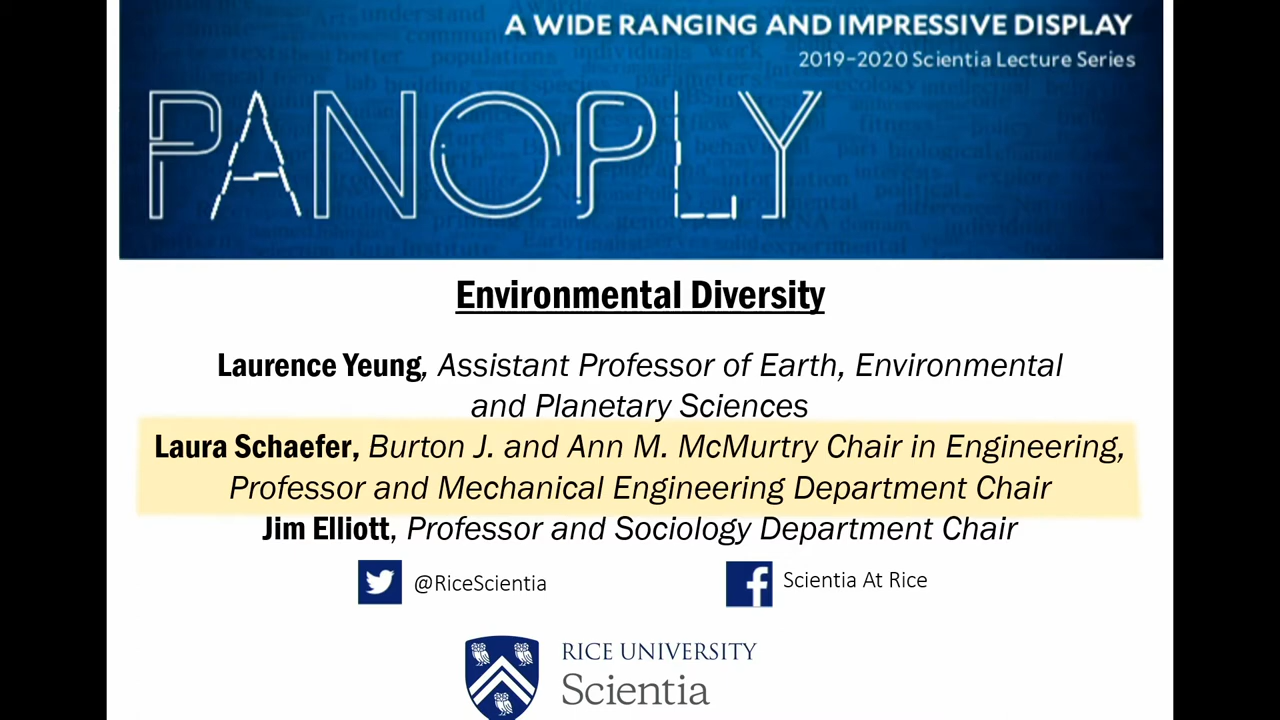 A WIDE RANGING AND IMPRESSIVE DISPLAY
2019–2020 Scientia Lecture Series
PANOPLY
Environmental Diversity
Laurence Yeung, Assistant Professor of Earth, Environmental
and Planetary Sciences
Laura Schaefer, Burton J. and Ann M. McMurtry Chair in Engineering,
Professor and Mechanical Engineering Department Chair
Jim Elliott, Professor and Sociology Department Chair
@RiceScientia
Scientia At Rice
RICE UNIVERSITY
Scientia